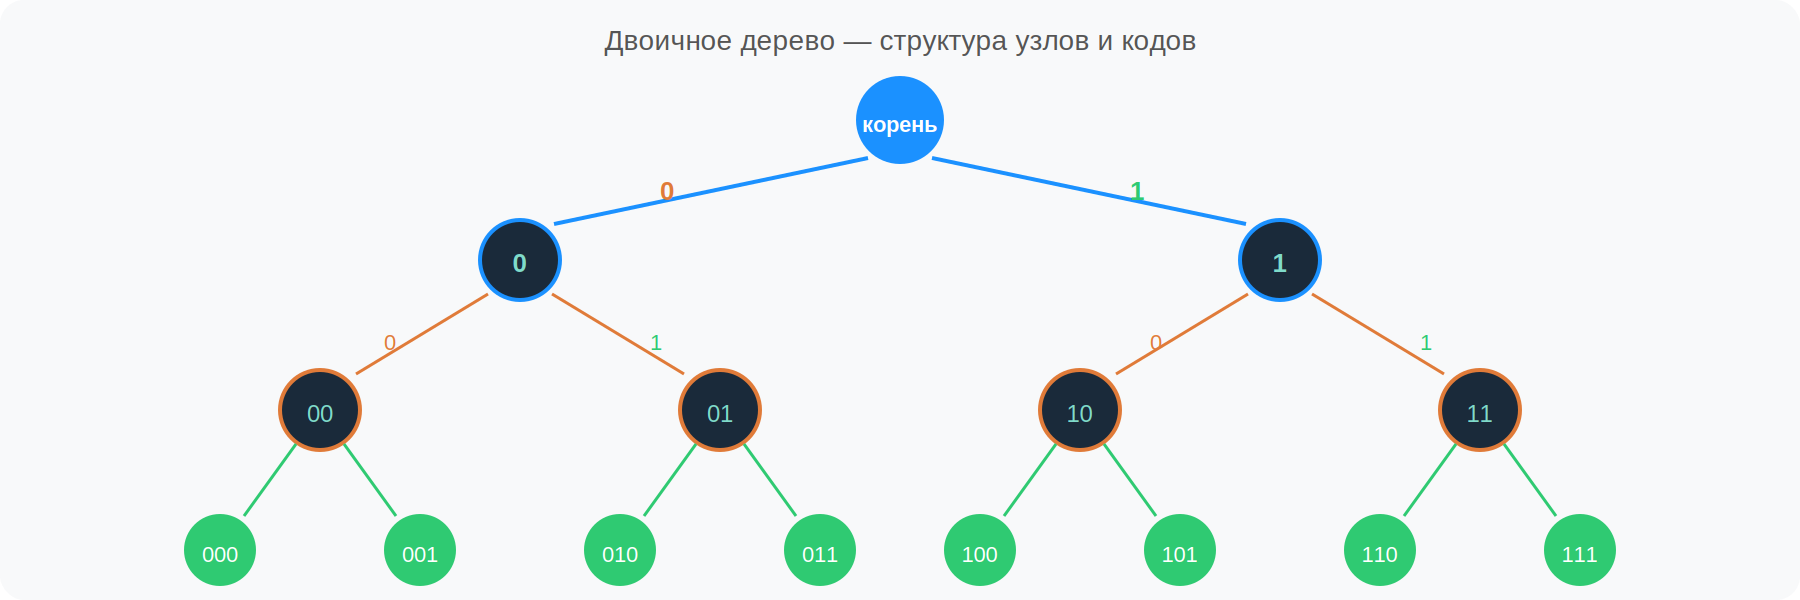 Двоичное дерево — структура узлов и кодов
корень
0 1
0 1
0 1 0 1
00 01 10 11
000 001 010 011 100 101 110 111